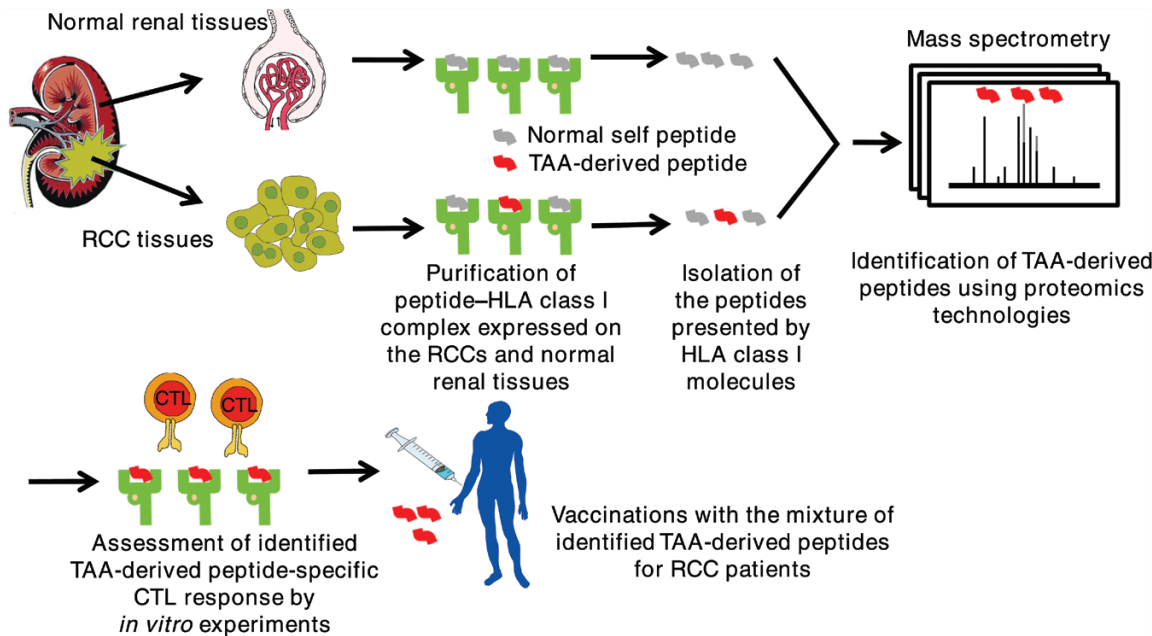 Normal renal tissues
Mass spectrometry
Normal self peptide
TAA-derived peptide
RCC tissues
Purification of
peptide–HLA class I
complex expressed on
the RCCs and normal
renal tissues
Isolation of
the peptides
presented by
HLA class I
molecules
Identification of TAA-derived
peptides using proteomics
technologies
CTL
CTL
Assessment of identified
TAA-derived peptide-specific
CTL response by
in vitro experiments
Vaccinations with the mixture of
identified TAA-derived peptides
for RCC patients